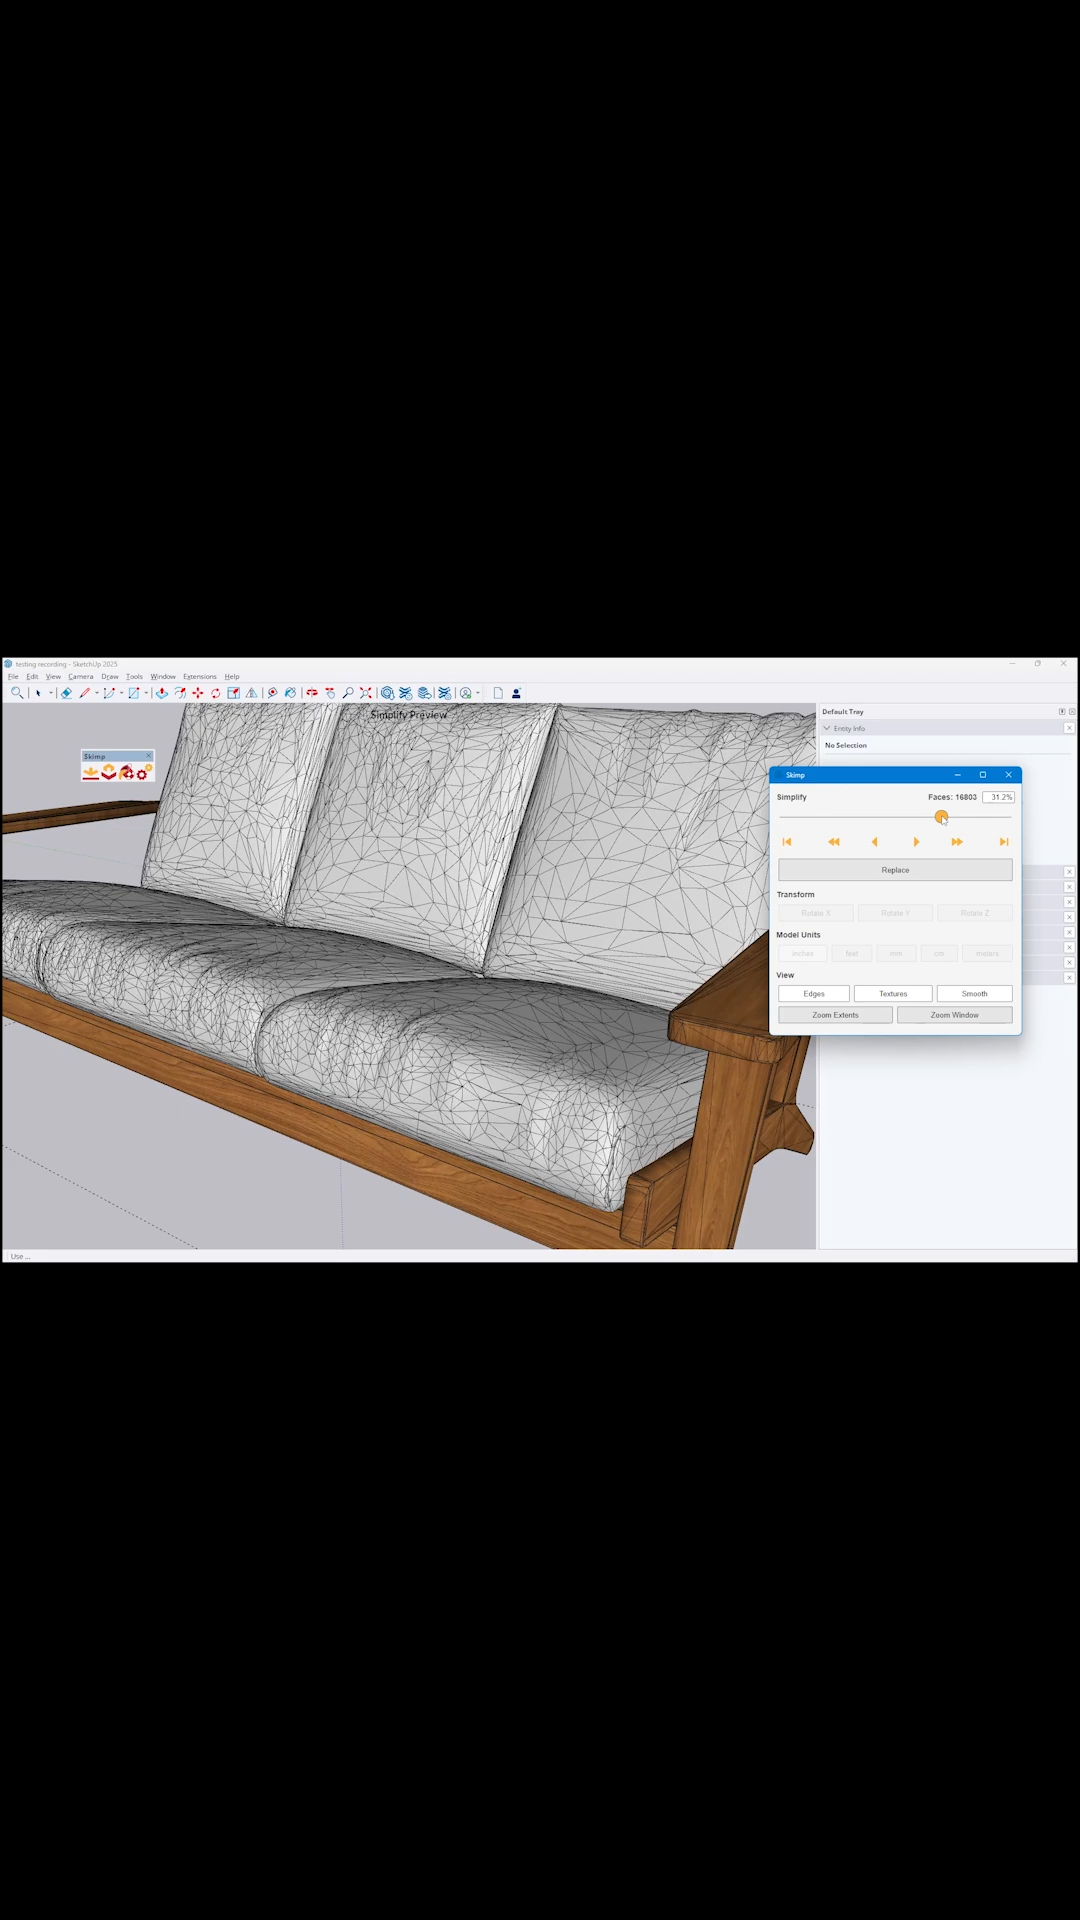 testing recording - SketchUp 2025
File Edit View Camera Draw Tools Window Extensions Help
Default Tray
Simplify Preview
Entity Info
No Selection
Skimp
Skimp
Simplify Faces: 16803 31.2%
Replace
Transform
Rotate X Rotate Y Rotate Z
Model Units
inches feet mm cm meters
View
Edges Textures Smooth
Zoom Extents Zoom Window
Use ...